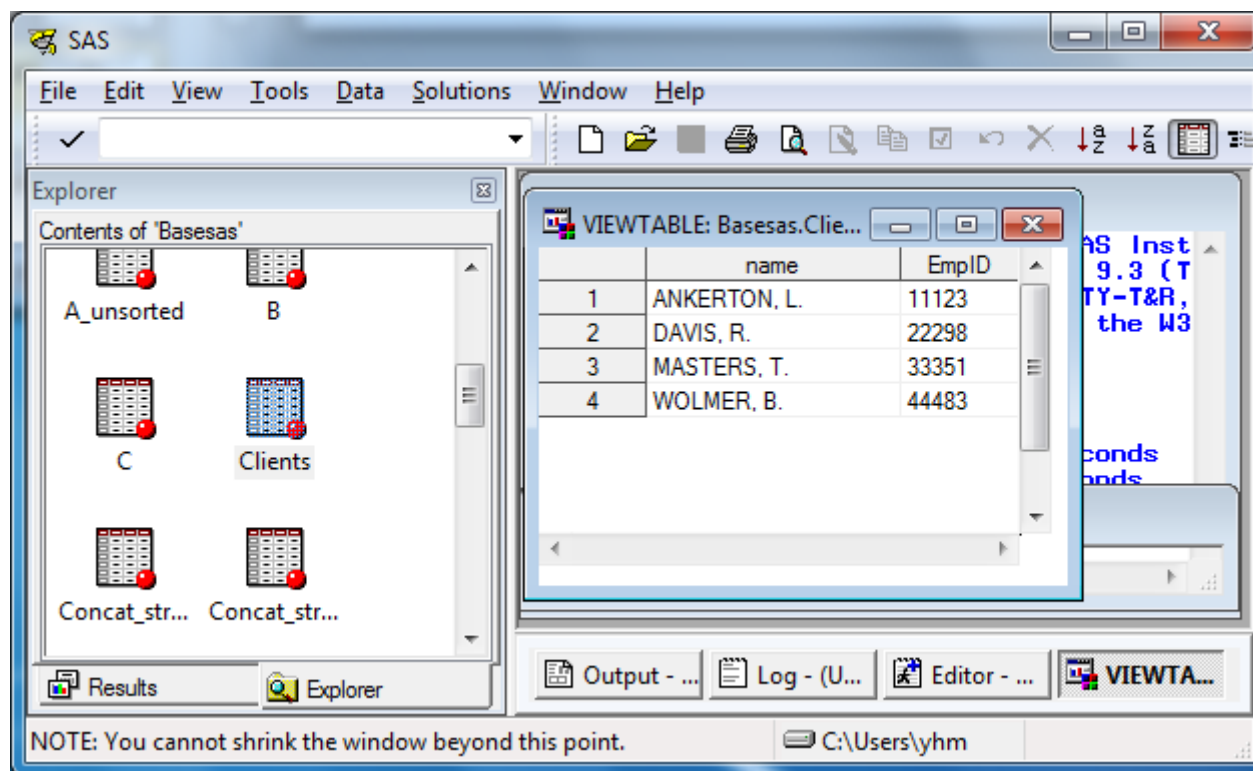 SAS
File Edit View Tools Data Solutions Window Help
a z z a
Explorer
Contents of 'Basesas'
A_unsorted B
C Clients
Concat_str... Concat_str...
Results Explorer
VIEWTABLE: Basesas.Clie...
name EmpID
1 ANKERTON, L. 11123
2 DAVIS, R. 22298
3 MASTERS, T. 33351
4 WOLMER, B. 44483
AS Inst
9.3 (T
TY-T&R,
the W3
conds
onds
Output - ... Log - (U... Editor - ... VIEWTA...
NOTE: You cannot shrink the window beyond this point. C:\Users\yhm